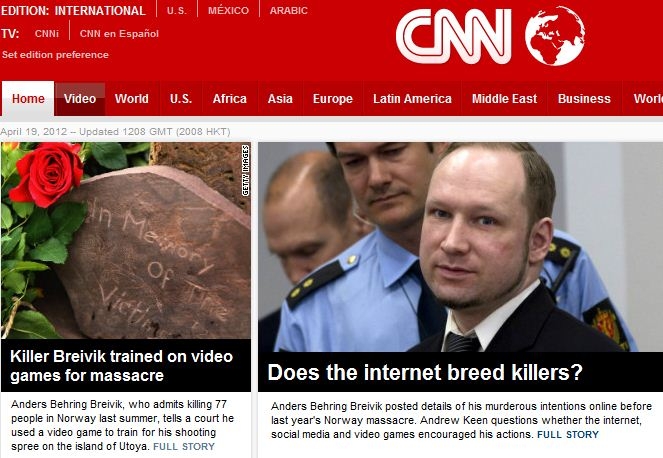 EDITION: INTERNATIONAL U.S. MÉXICO ARABIC
TV: CNNi CNN en Español
Set edition preference
CNN
Home Video World U.S. Africa Asia Europe Latin America Middle East Business Worl
April 19, 2012 – Updated 1208 GMT (2008 HKT)
GETTY IMAGES
In Memory
Of The
Victims
Killer Breivik trained on video
games for massacre
Anders Behring Breivik, who admits killing 77
people in Norway last summer, tells a court he
used a video game to train for his shooting
spree on the island of Utoya. FULL STORY
Does the internet breed killers?
Anders Behring Breivik posted details of his murderous intentions online before
last year's Norway massacre. Andrew Keen questions whether the internet,
social media and video games encouraged his actions. FULL STORY